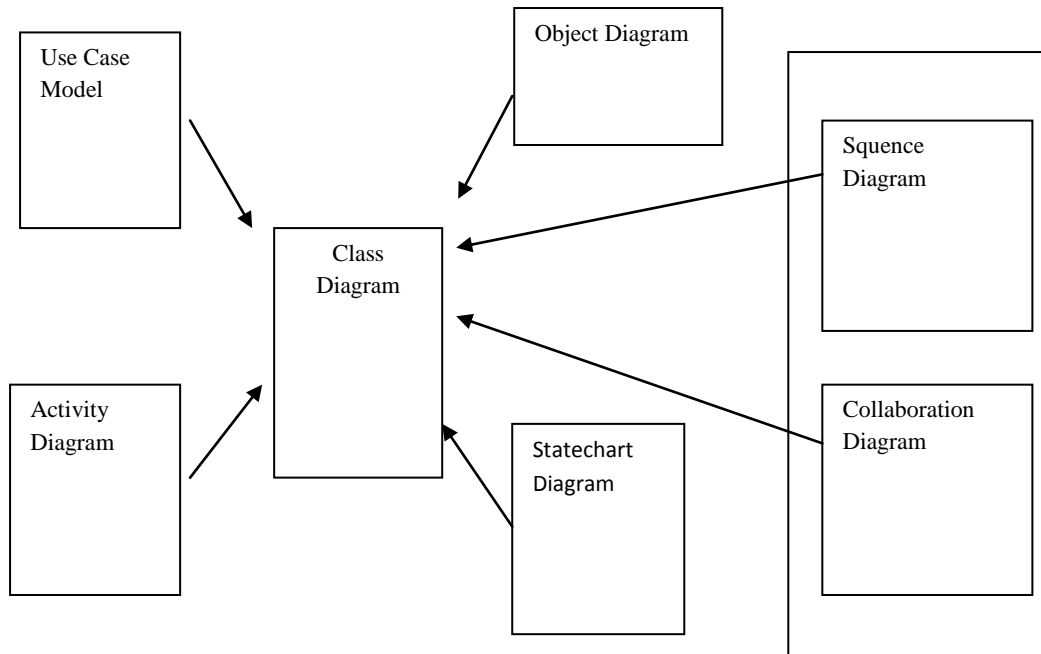 Use Case
Model
Object Diagram
Squence
Diagram
Class
Diagram
Activity
Diagram
Statechart
Diagram
Collaboration
Diagram